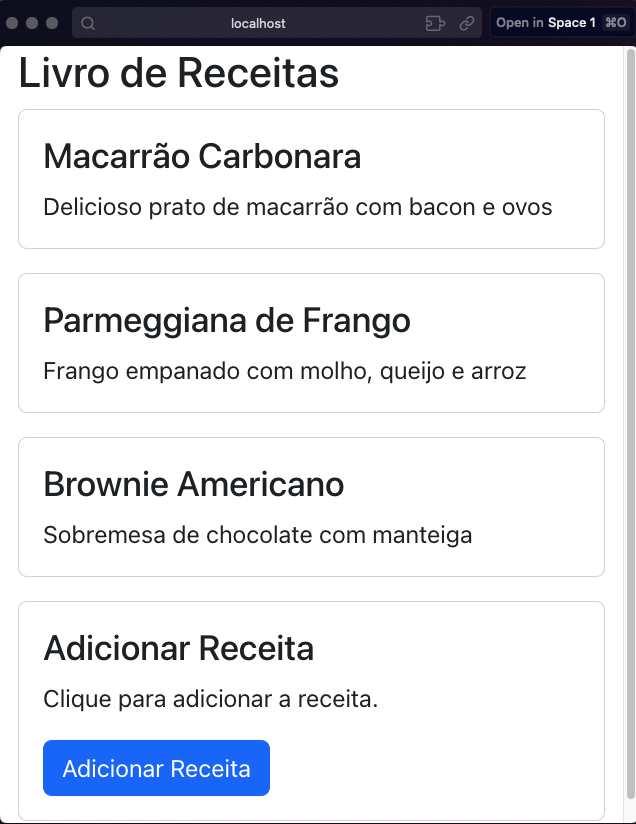 localhost
Open in Space 1 ⌘O
Livro de Receitas
Macarrão Carbonara
Delicioso prato de macarrão com bacon e ovos
Parmeggiana de Frango
Frango empanado com molho, queijo e arroz
Brownie Americano
Sobremesa de chocolate com manteiga
Adicionar Receita
Clique para adicionar a receita.
Adicionar Receita